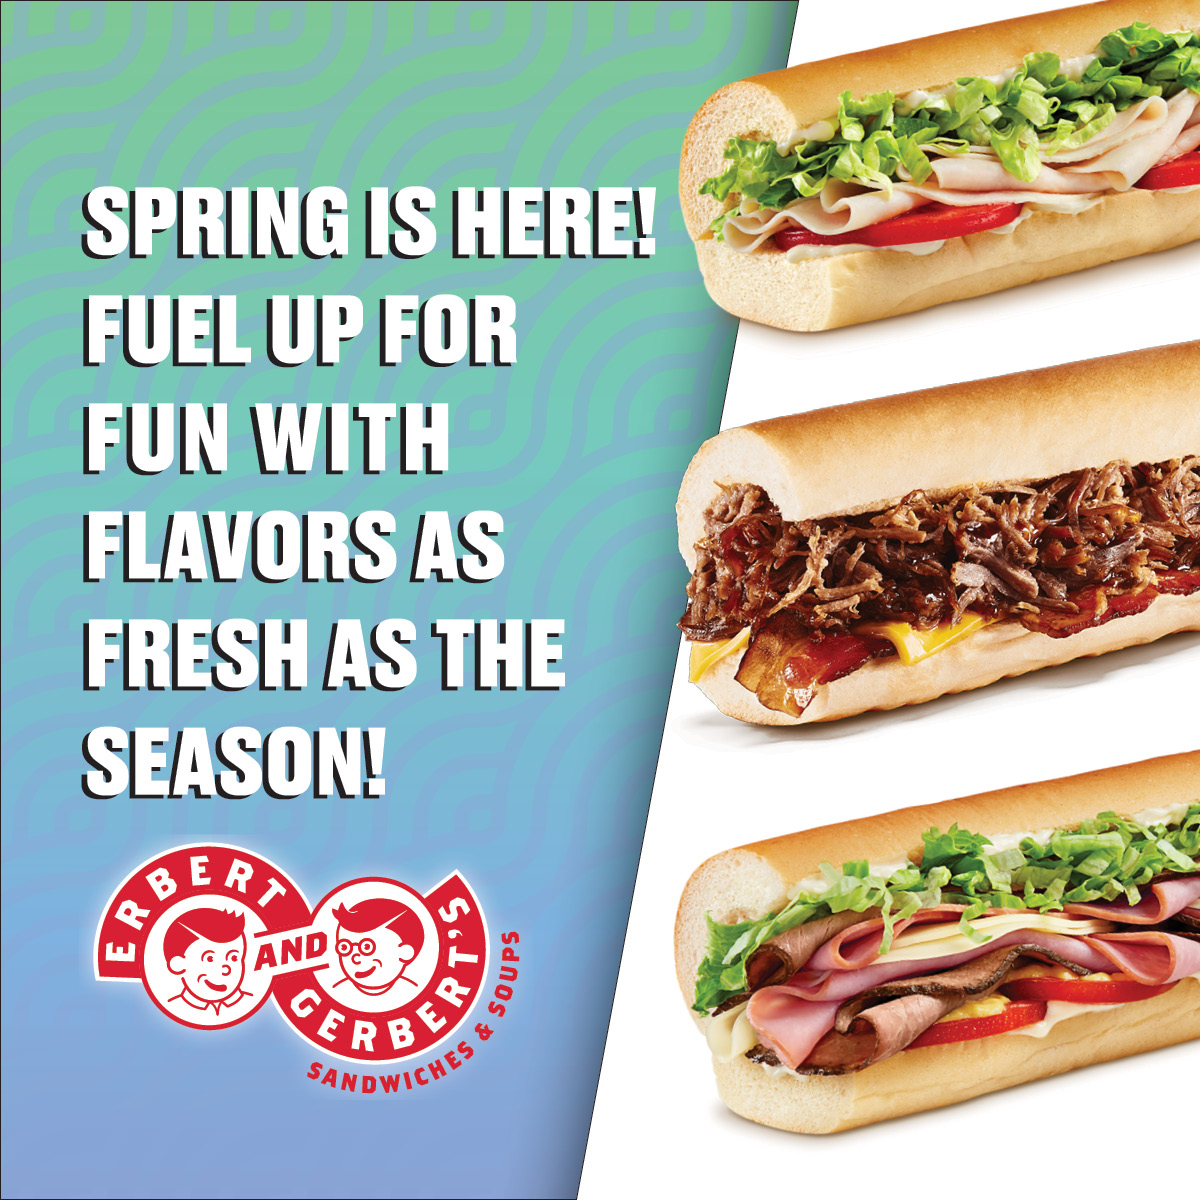 SPRING IS HERE!
FUEL UP FOR
FUN WITH
FLAVORS AS
FRESH AS THE
SEASON!
ERBERT
AND
GERBERT'S
SANDWICHES & SOUPS